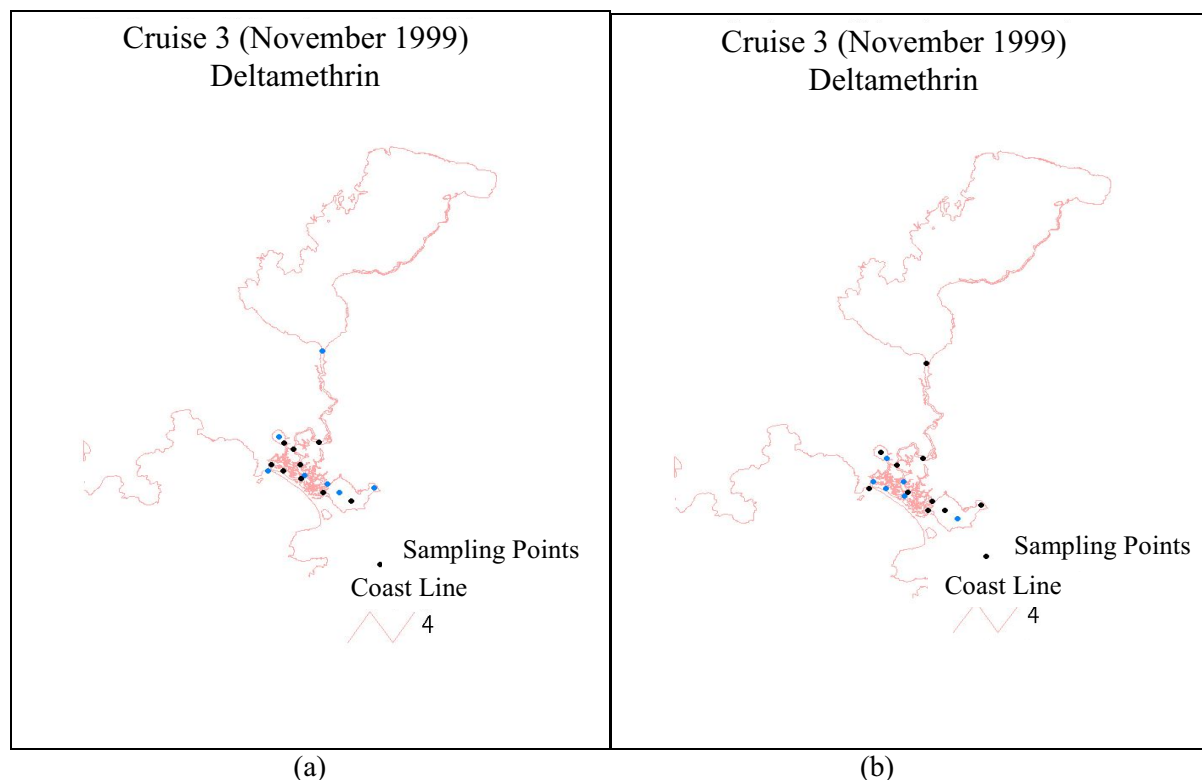 Cruise 3 (November 1999)
Deltamethrin
Sampling Points
Coast Line
4
(a)
Cruise 3 (November 1999)
Deltamethrin
Sampling Points
Coast Line
4
(b)